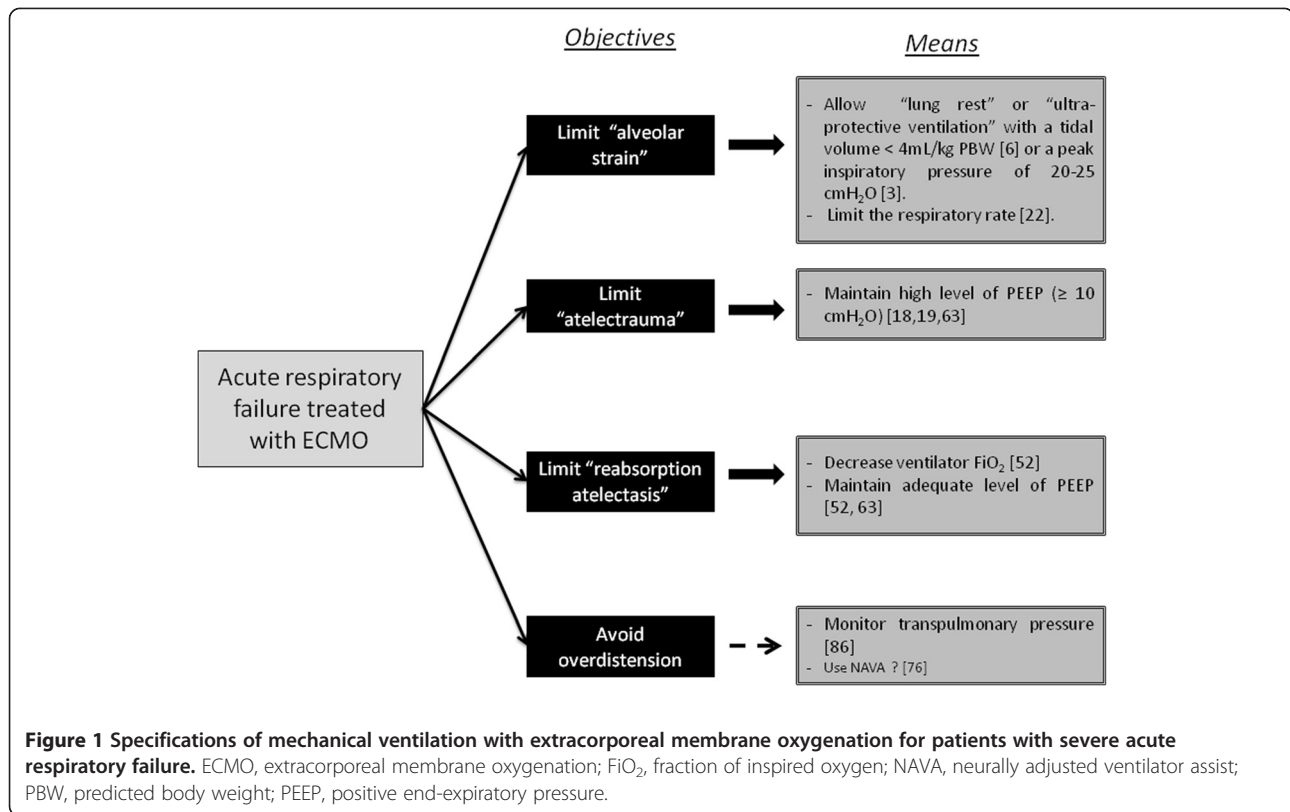 Objectives
Means
Limit "alveolar
strain"
- Allow "lung rest" or "ultra-
protective ventilation" with a tidal
volume < 4mL/kg PBW [6] or a peak
inspiratory pressure of 20-25
cmH₂O [3].
- Limit the respiratory rate [22].
Limit
"atelectrauma"
- Maintain high level of PEEP (≥ 10
cmH₂O) [18,19,63]
Acute respiratory
failure treated
with ECMO
Limit "reabsorption
atelectasis"
- Decrease ventilator FiO₂ [52]
- Maintain adequate level of PEEP
[52, 63]
Avoid
overdistension
- Monitor transpulmonary pressure
[86]
- Use NAVA ? [76]
Figure 1 Specifications of mechanical ventilation with extracorporeal membrane oxygenation for patients with severe acute
respiratory failure. ECMO, extracorporeal membrane oxygenation; FiO₂, fraction of inspired oxygen; NAVA, neurally adjusted ventilator assist;
PBW, predicted body weight; PEEP, positive end-expiratory pressure.